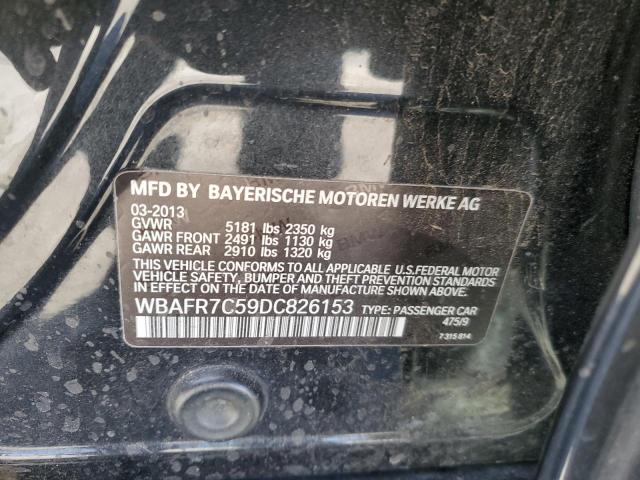 MFD BY BAYERISCHE MOTOREN WERKE AG
03-2013
GVWR 5181 lbs 2350 kg
GAWR FRONT 2491 lbs 1130 kg
GAWR REAR 2910 lbs 1320 kg
THIS VEHICLE CONFORMS TO ALL APPLICABLE U.S.FEDERAL MOTOR
VEHICLE SAFETY, BUMPER, AND THEFT PREVENTION STANDARDS
IN EFFECT ON THE DATE OF MANUFACTURE SHOWN ABOVE.
WBAFR7C59DC826153 TYPE: PASSENGER CAR
475/9
7 315 814